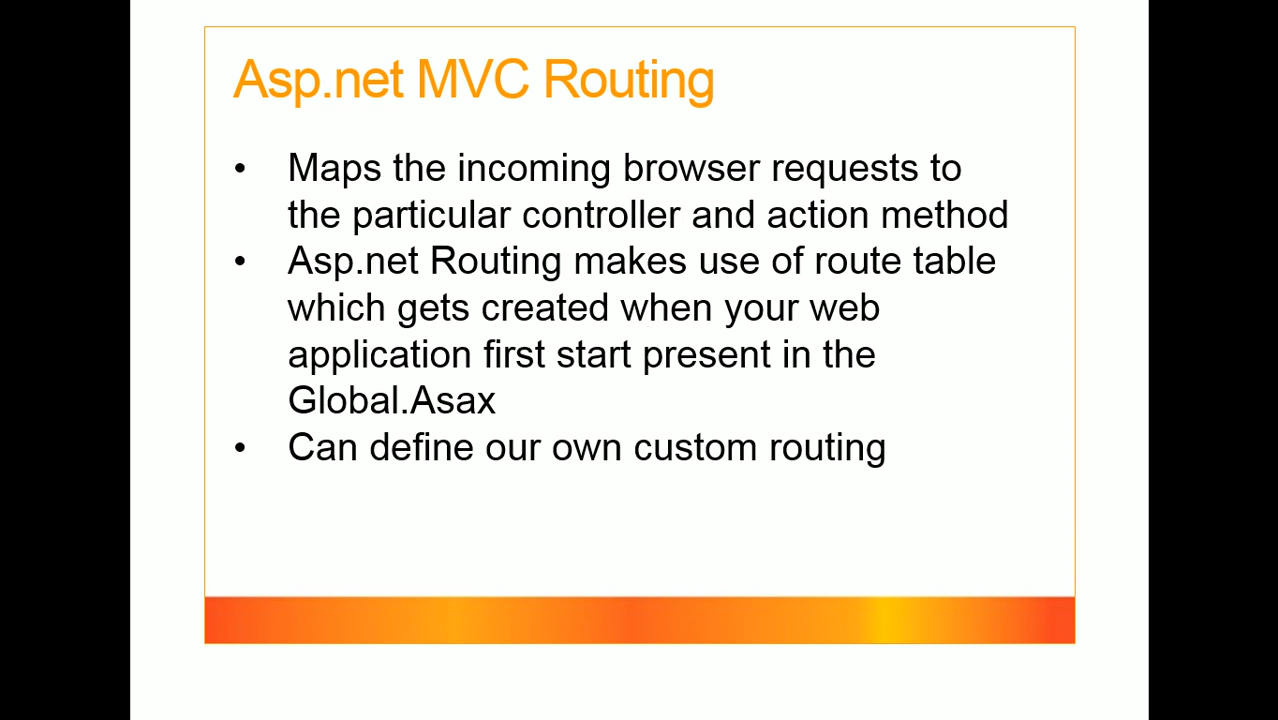 Asp.net MVC Routing
• Maps the incoming browser requests to
the particular controller and action method
• Asp.net Routing makes use of route table
which gets created when your web
application first start present in the
Global.Asax
• Can define our own custom routing